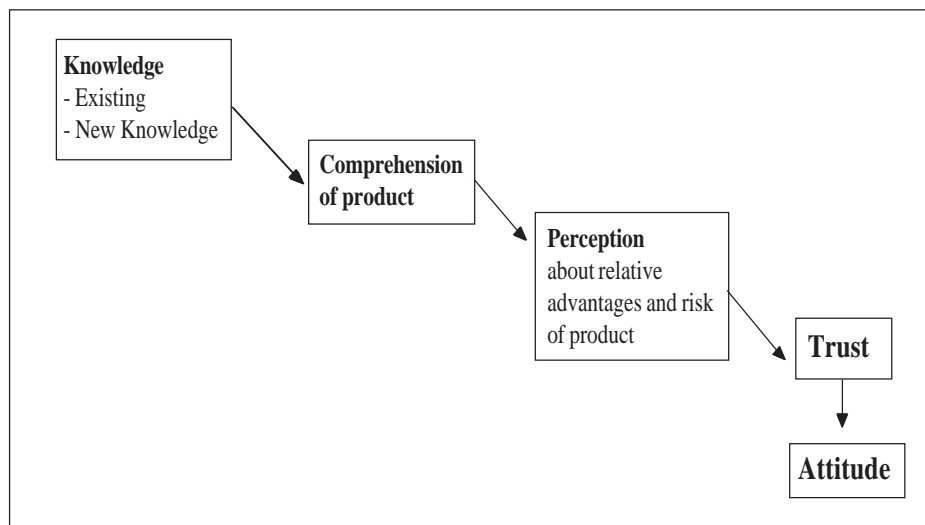 Knowledge
- Existing
- New Knowledge
Comprehension
of product
Perception
about relative
advantages and risk
of product
Trust
Attitude